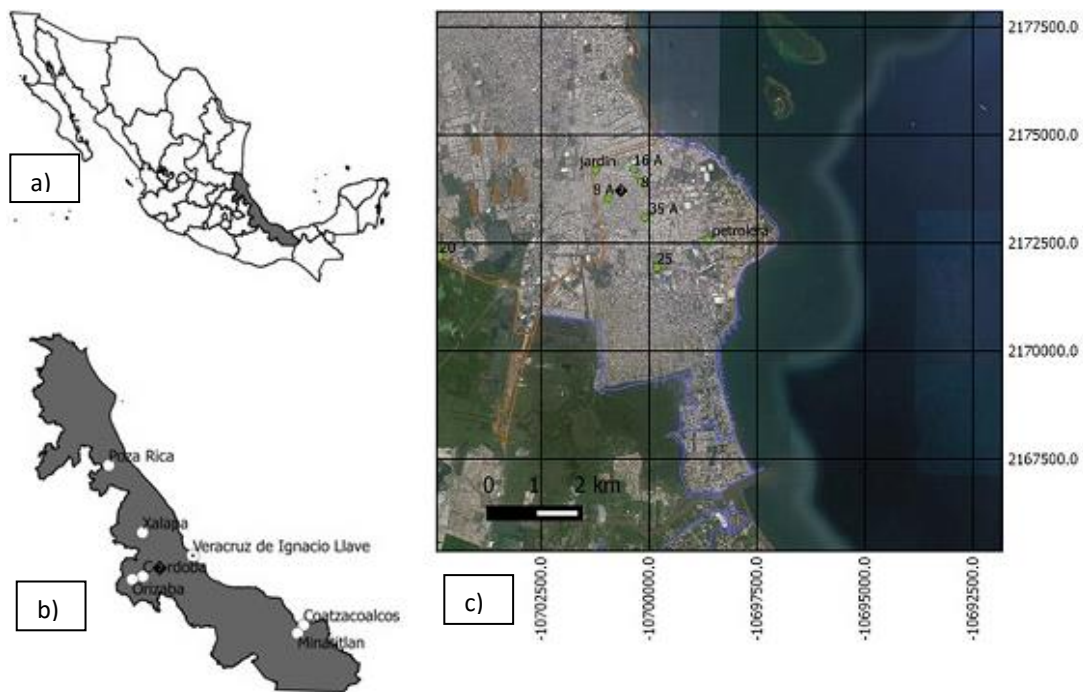 a)
b)
Poza Rica
Xalapa
Veracruz de Ignacio Llave
C�rdoba
Orizaba
Coatzacoalcos
Minatitlan
c)
jardin
16 A
8
8 A �
35 A
petrolera
20
25
0 1 2 km
2177500.0
2175000.0
2172500.0
2170000.0
2167500.0
-10702500.0
-10700000.0
-10697500.0
-10695000.0
-10692500.0